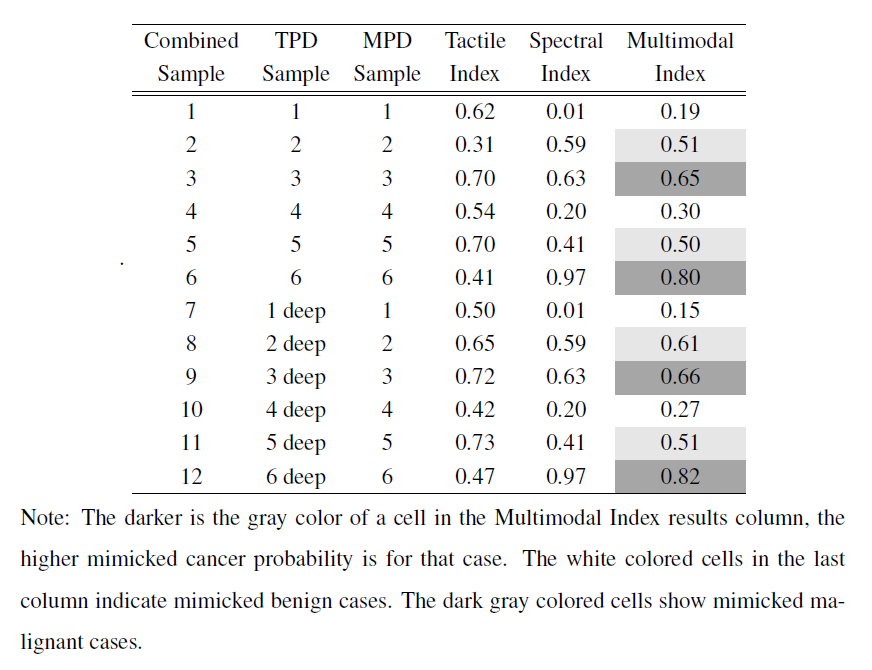 Combined TPD MPD Tactile Spectral Multimodal
Sample Sample Sample Index Index Index
1 1 1 0.62 0.01 0.19
2 2 2 0.31 0.59 0.51
3 3 3 0.70 0.63 0.65
4 4 4 0.54 0.20 0.30
5 5 5 0.70 0.41 0.50
.
6 6 6 0.41 0.97 0.80
7 1 deep 1 0.50 0.01 0.15
8 2 deep 2 0.65 0.59 0.61
9 3 deep 3 0.72 0.63 0.66
10 4 deep 4 0.42 0.20 0.27
11 5 deep 5 0.73 0.41 0.51
12 6 deep 6 0.47 0.97 0.82
Note: The darker is the gray color of a cell in the Multimodal Index results column, the
higher mimicked cancer probability is for that case. The white colored cells in the last
column indicate mimicked benign cases. The dark gray colored cells show mimicked ma-
lignant cases.